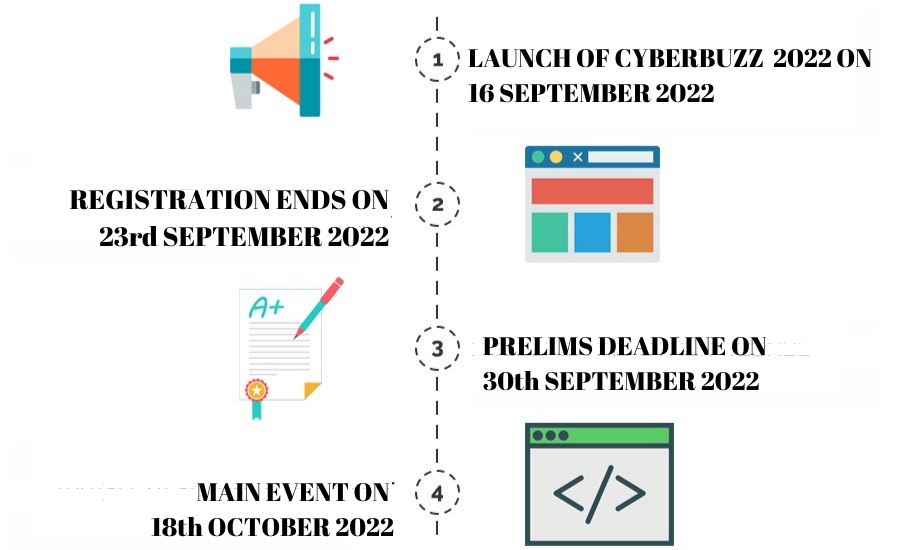 1
LAUNCH OF CYBERBUZZ 2022 ON
16 SEPTEMBER 2022
REGISTRATION ENDS ON
23rd SEPTEMBER 2022
2
A+
3
PRELIMS DEADLINE ON
30th SEPTEMBER 2022
</>
MAIN EVENT ON
18th OCTOBER 2022
4